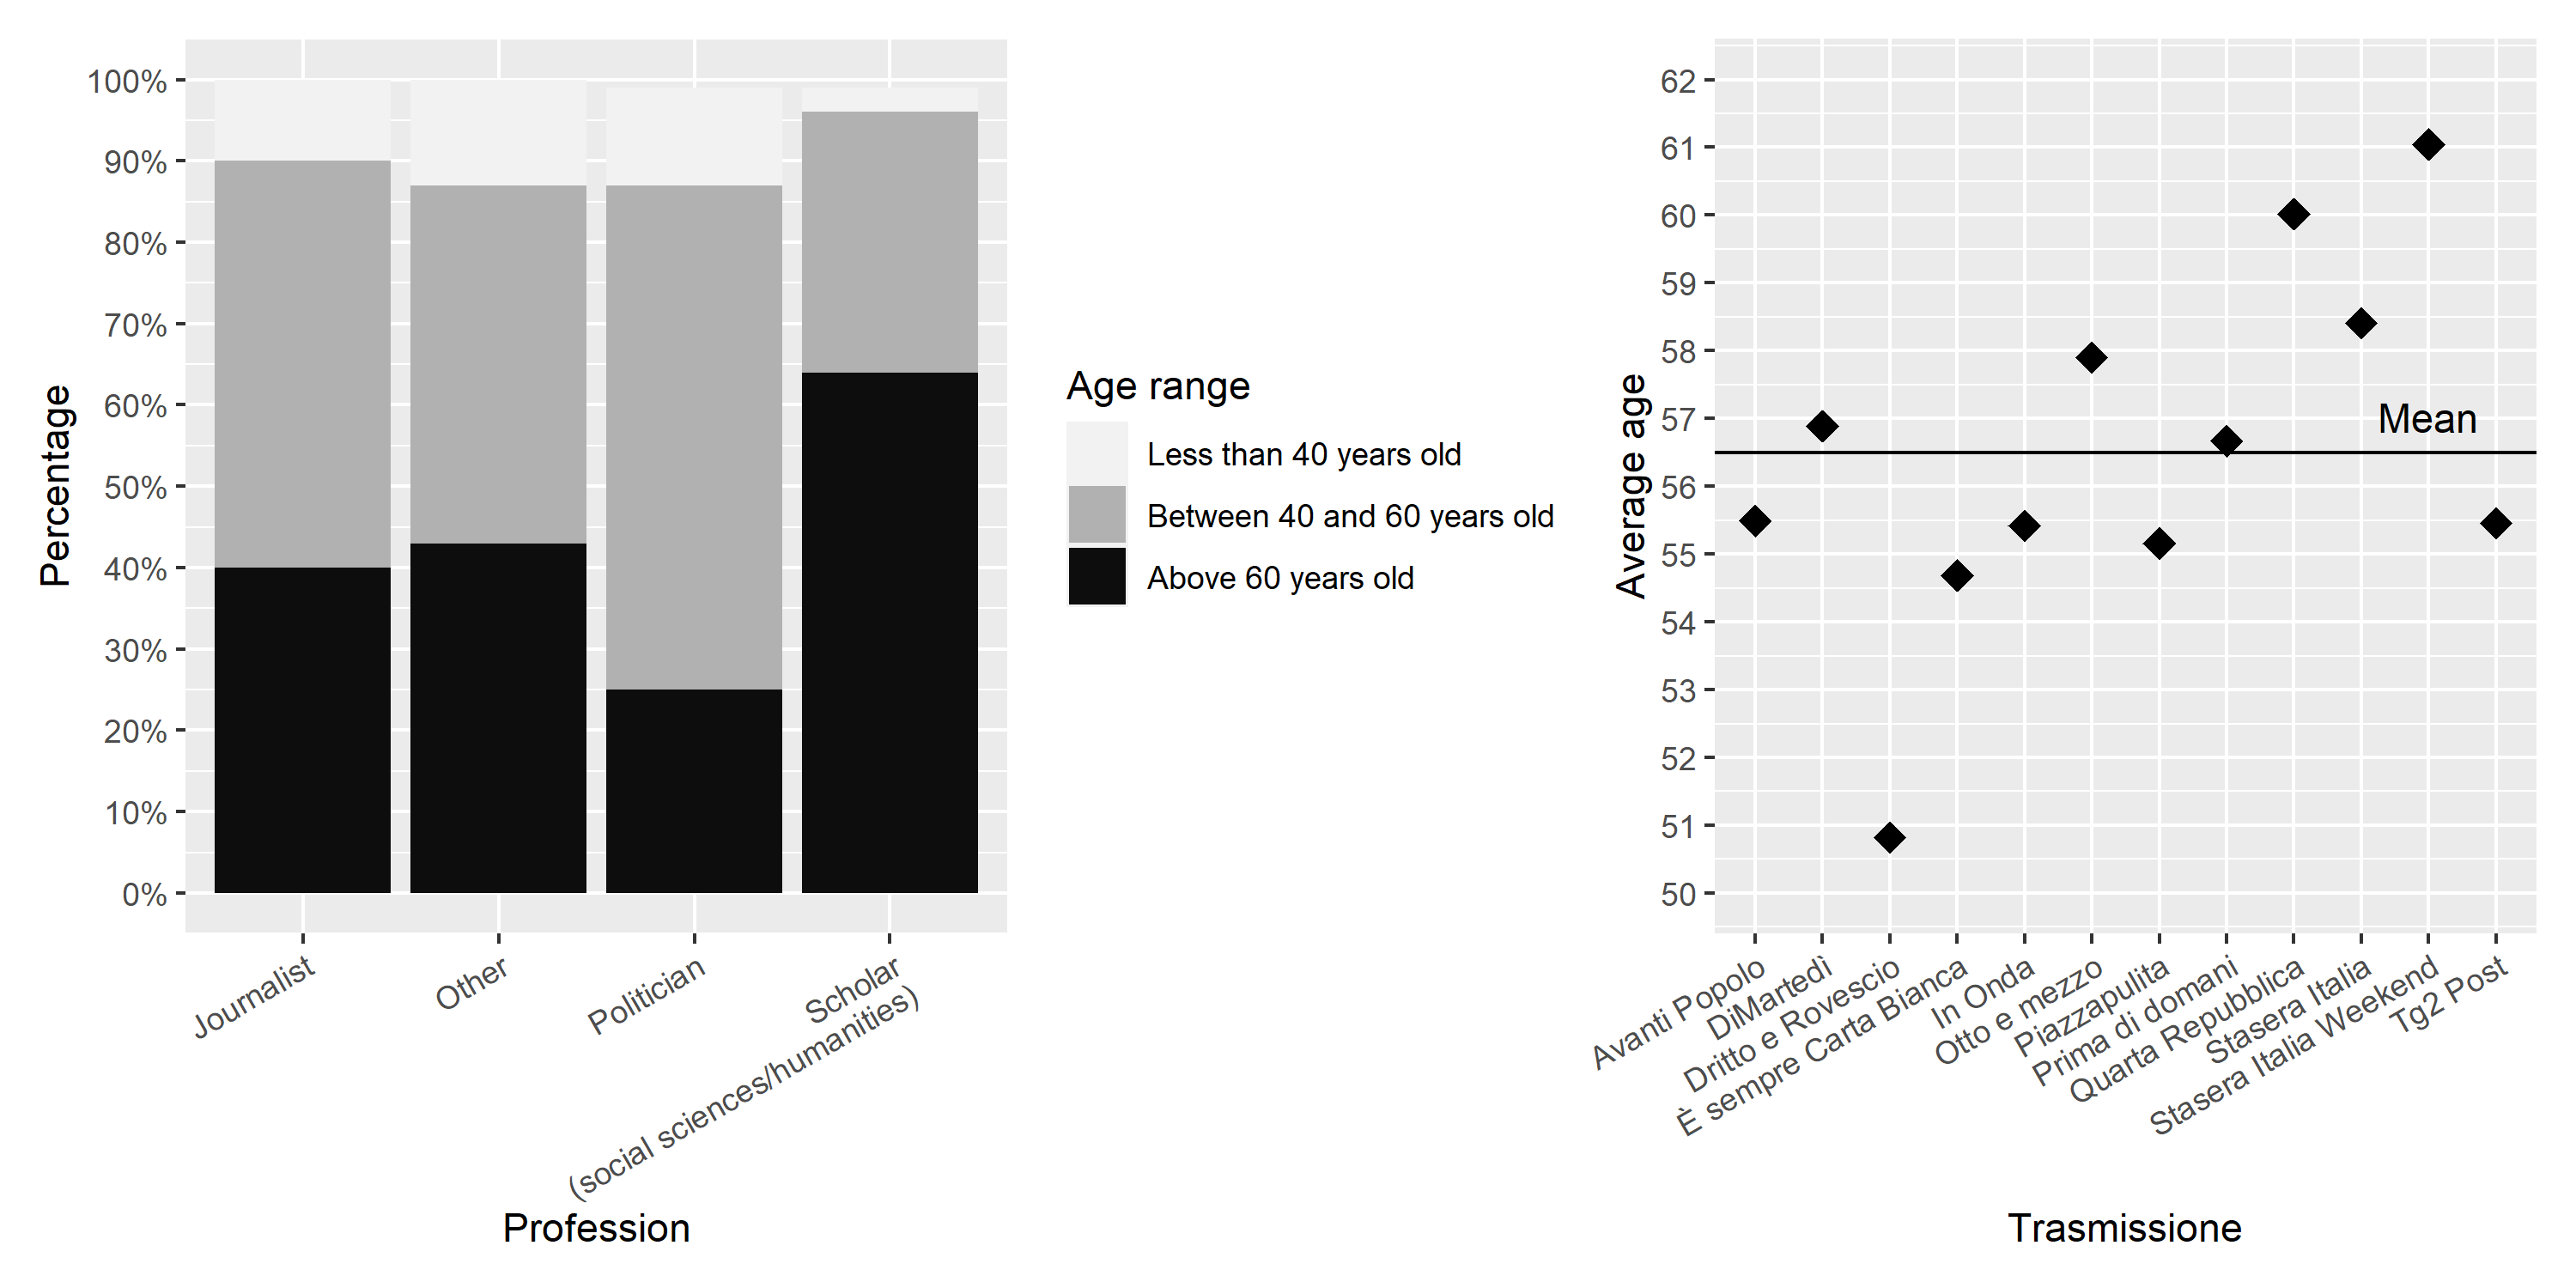 100%
90%
80%
70%
60%
50%
40%
30%
20%
10%
0%
Percentage
Journalist
Other
Politician
Scholar
(social sciences/humanities)
Profession
Age range
Less than 40 years old
Between 40 and 60 years old
Above 60 years old
62
61
60
59
58
57
56
55
54
53
52
51
50
Average age
Mean
Avanti Popolo
DiMartedì
Dritto e Rovescio
È sempre Carta Bianca
In Onda
Otto e mezzo
Piazzapulita
Prima di domani
Quarta Repubblica
Stasera Italia
Stasera Italia Weekend
Tg2 Post
Trasmissione